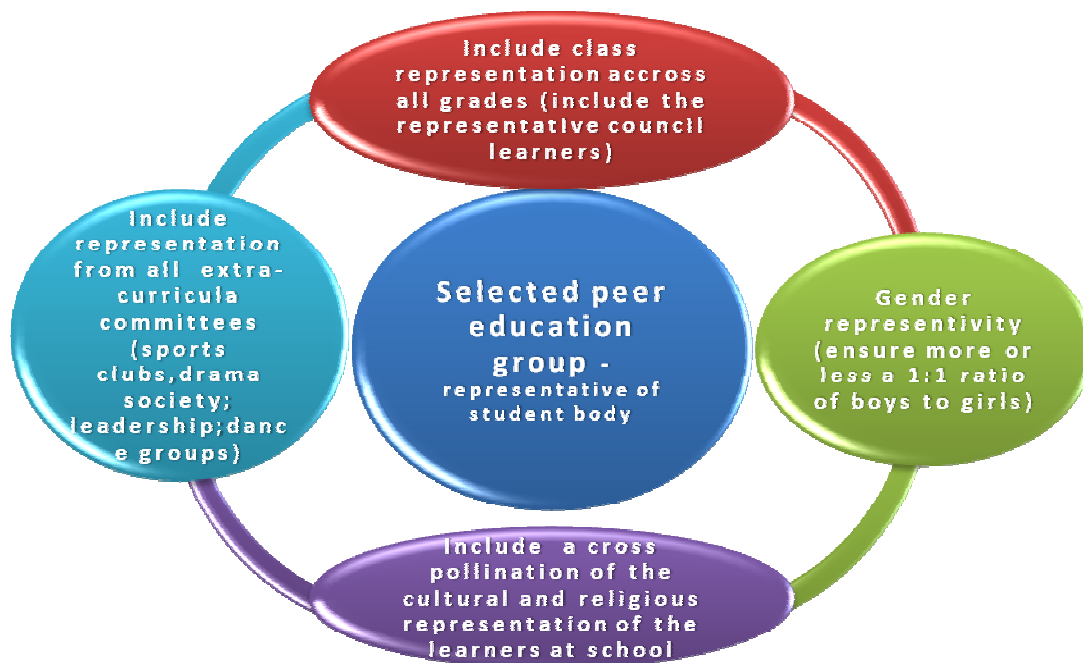 Include class
representation accross
all grades (include the
representative council
learners)
Include
representation
from all extra-
curricula
committees
(sports
clubs,drama
society;
leadership;danc
e groups)
Selected peer
education
group -
representative of
student body
Gender
representivity
(ensure more or
less a 1:1 ratio
of boys to girls)
Include a cross
pollination of the
cultural and religious
representation of the
learners at school